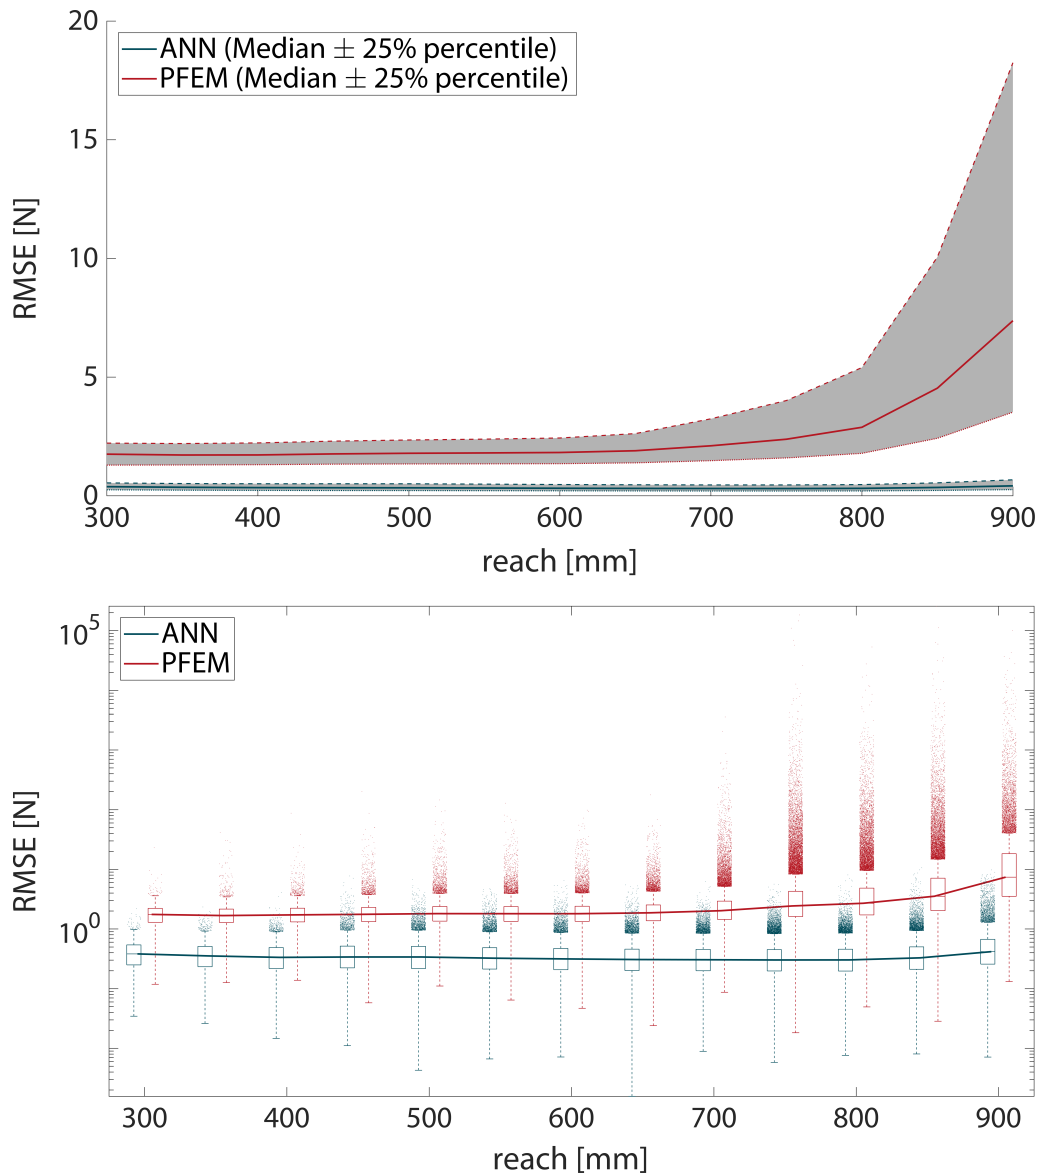 20
15
10
5
0
RMSE [N]
ANN (Median ± 25% percentile)
PFEM (Median ± 25% percentile)
300 400 500 600 700 800 900
reach [mm]
10^5
10^0
RMSE [N]
ANN
PFEM
300 400 500 600 700 800 900
reach [mm]